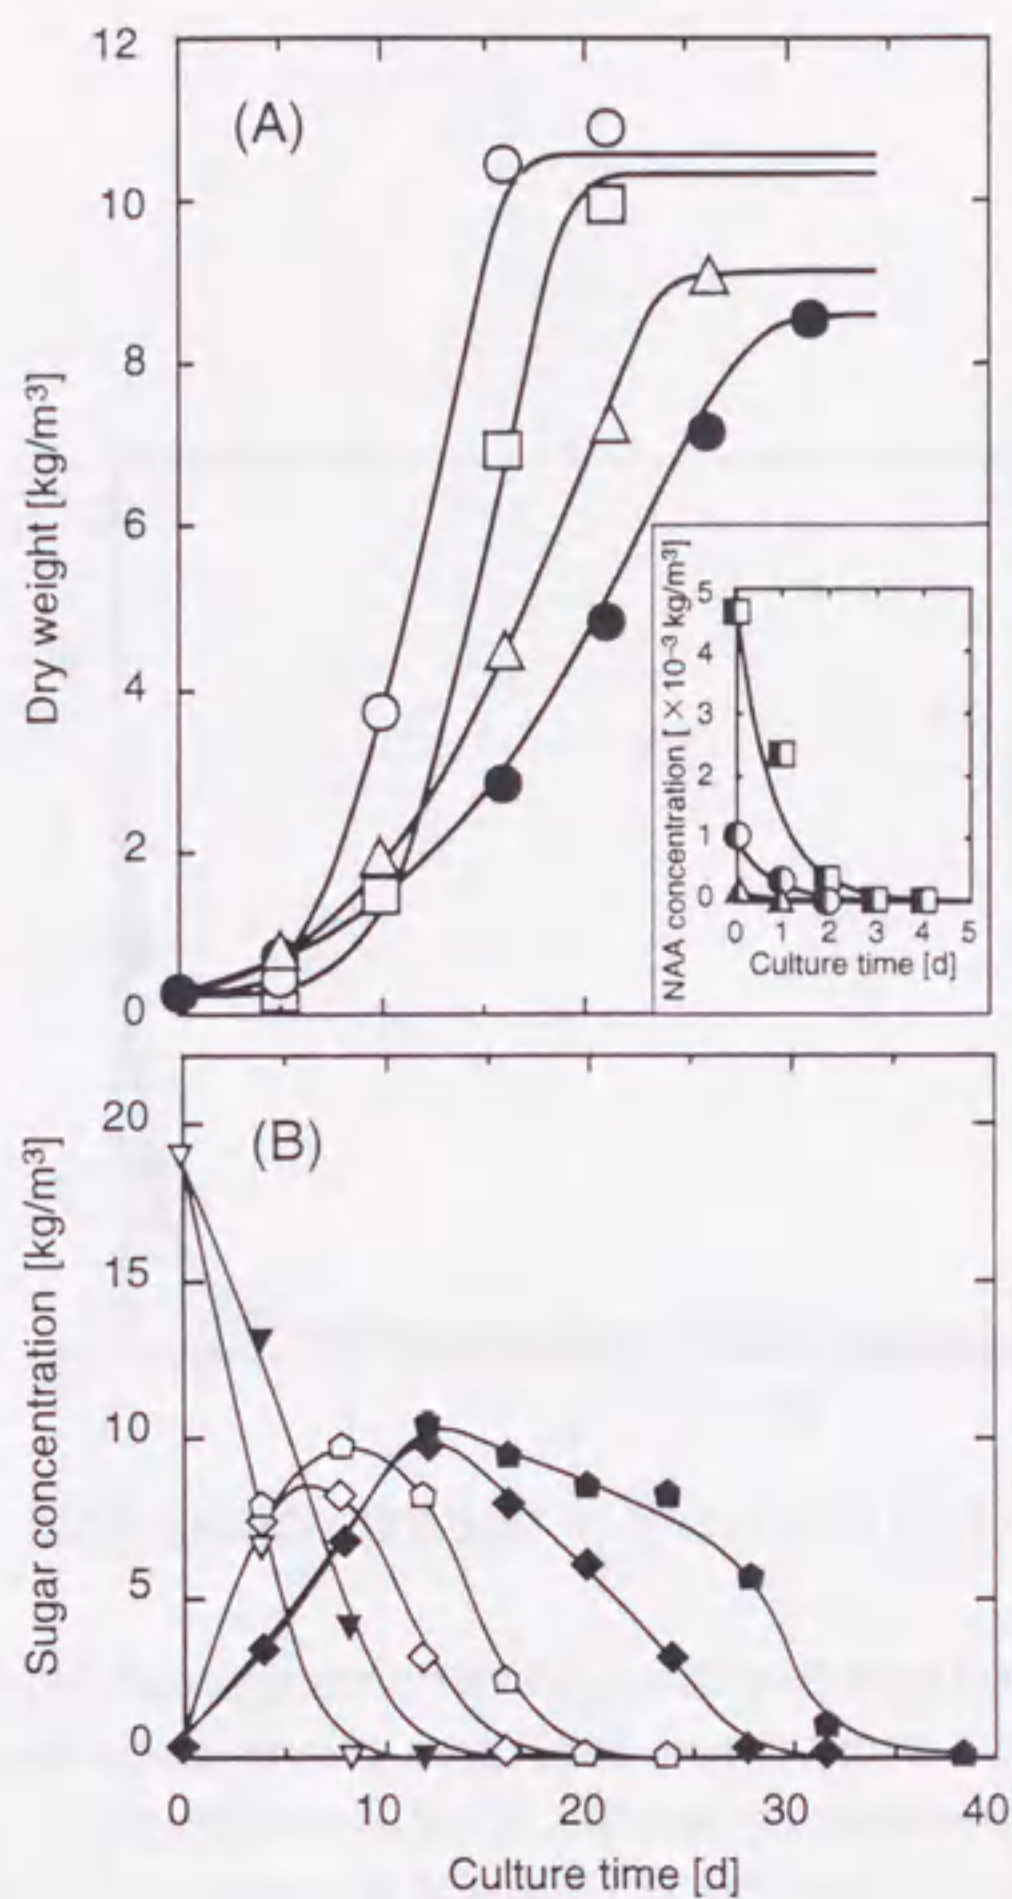 12
(A)
10
8
6
4
2
0
Dry weight [kg/m³]
NAA concentration [ × 10⁻³ kg/m³]
5
4
3
2
1
0
0 1 2 3 4 5
Culture time [d]
20
(B)
15
10
5
0
Sugar concentration [kg/m³]
0 10 20 30 40
Culture time [d]